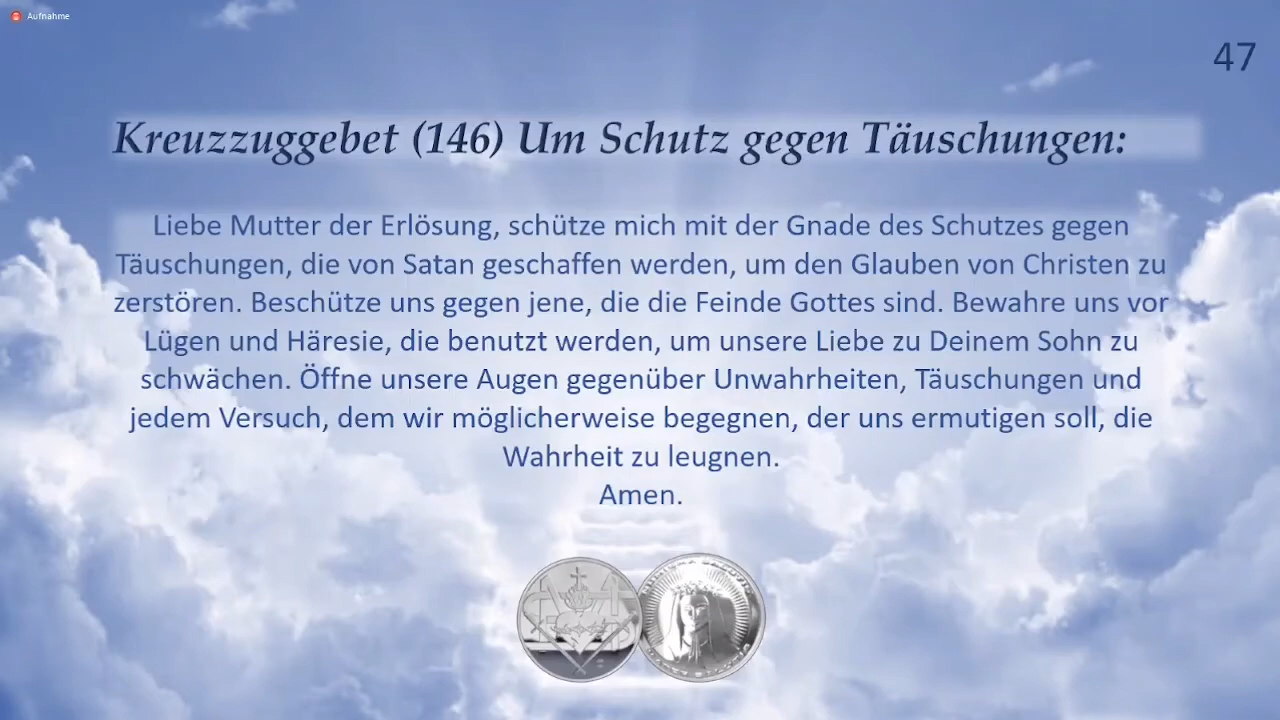 Aufnahme
47
Kreuzzuggebet (146) Um Schutz gegen Täuschungen:
Liebe Mutter der Erlösung, schütze mich mit der Gnade des Schutzes gegen
Täuschungen, die von Satan geschaffen werden, um den Glauben von Christen zu
zerstören. Beschütze uns gegen jene, die die Feinde Gottes sind. Bewahre uns vor
Lügen und Häresie, die benutzt werden, um unsere Liebe zu Deinem Sohn zu
schwächen. Öffne unsere Augen gegenüber Unwahrheiten, Täuschungen und
jedem Versuch, dem wir möglicherweise begegnen, der uns ermutigen soll, die
Wahrheit zu leugnen.
Amen.